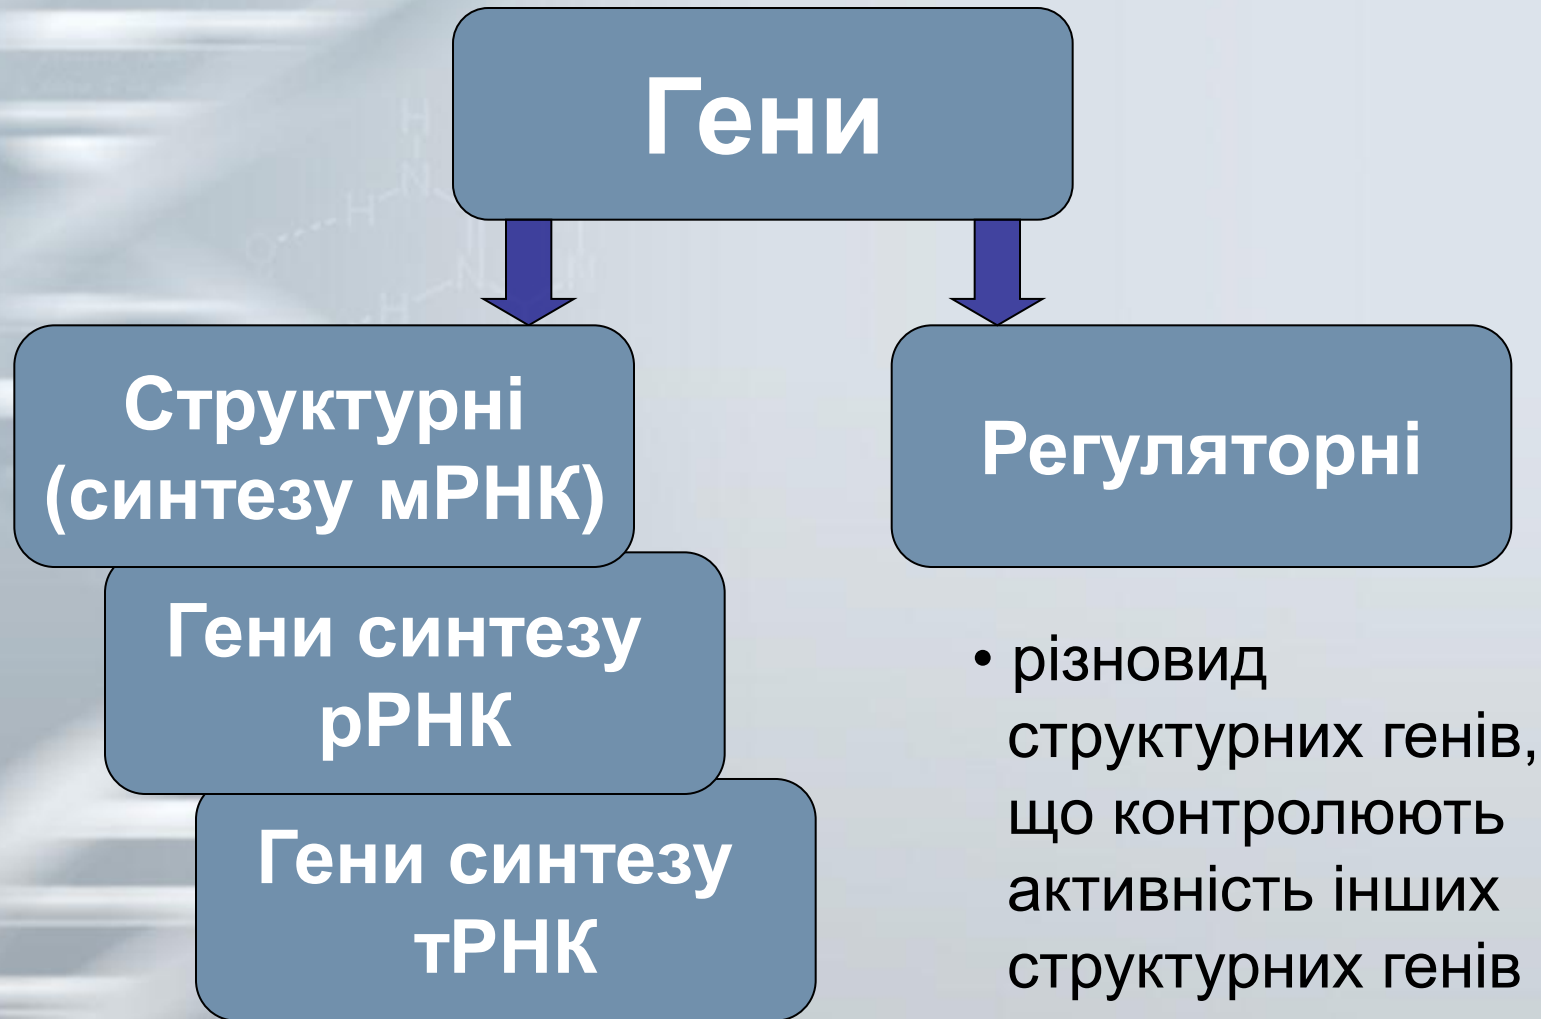 Гени
Структурні
(синтезу мРНК)
Гени синтезу
рРНК
Гени синтезу
тРНК
Регуляторні
• різновид
структурних генів,
що контролюють
активність інших
структурних генів